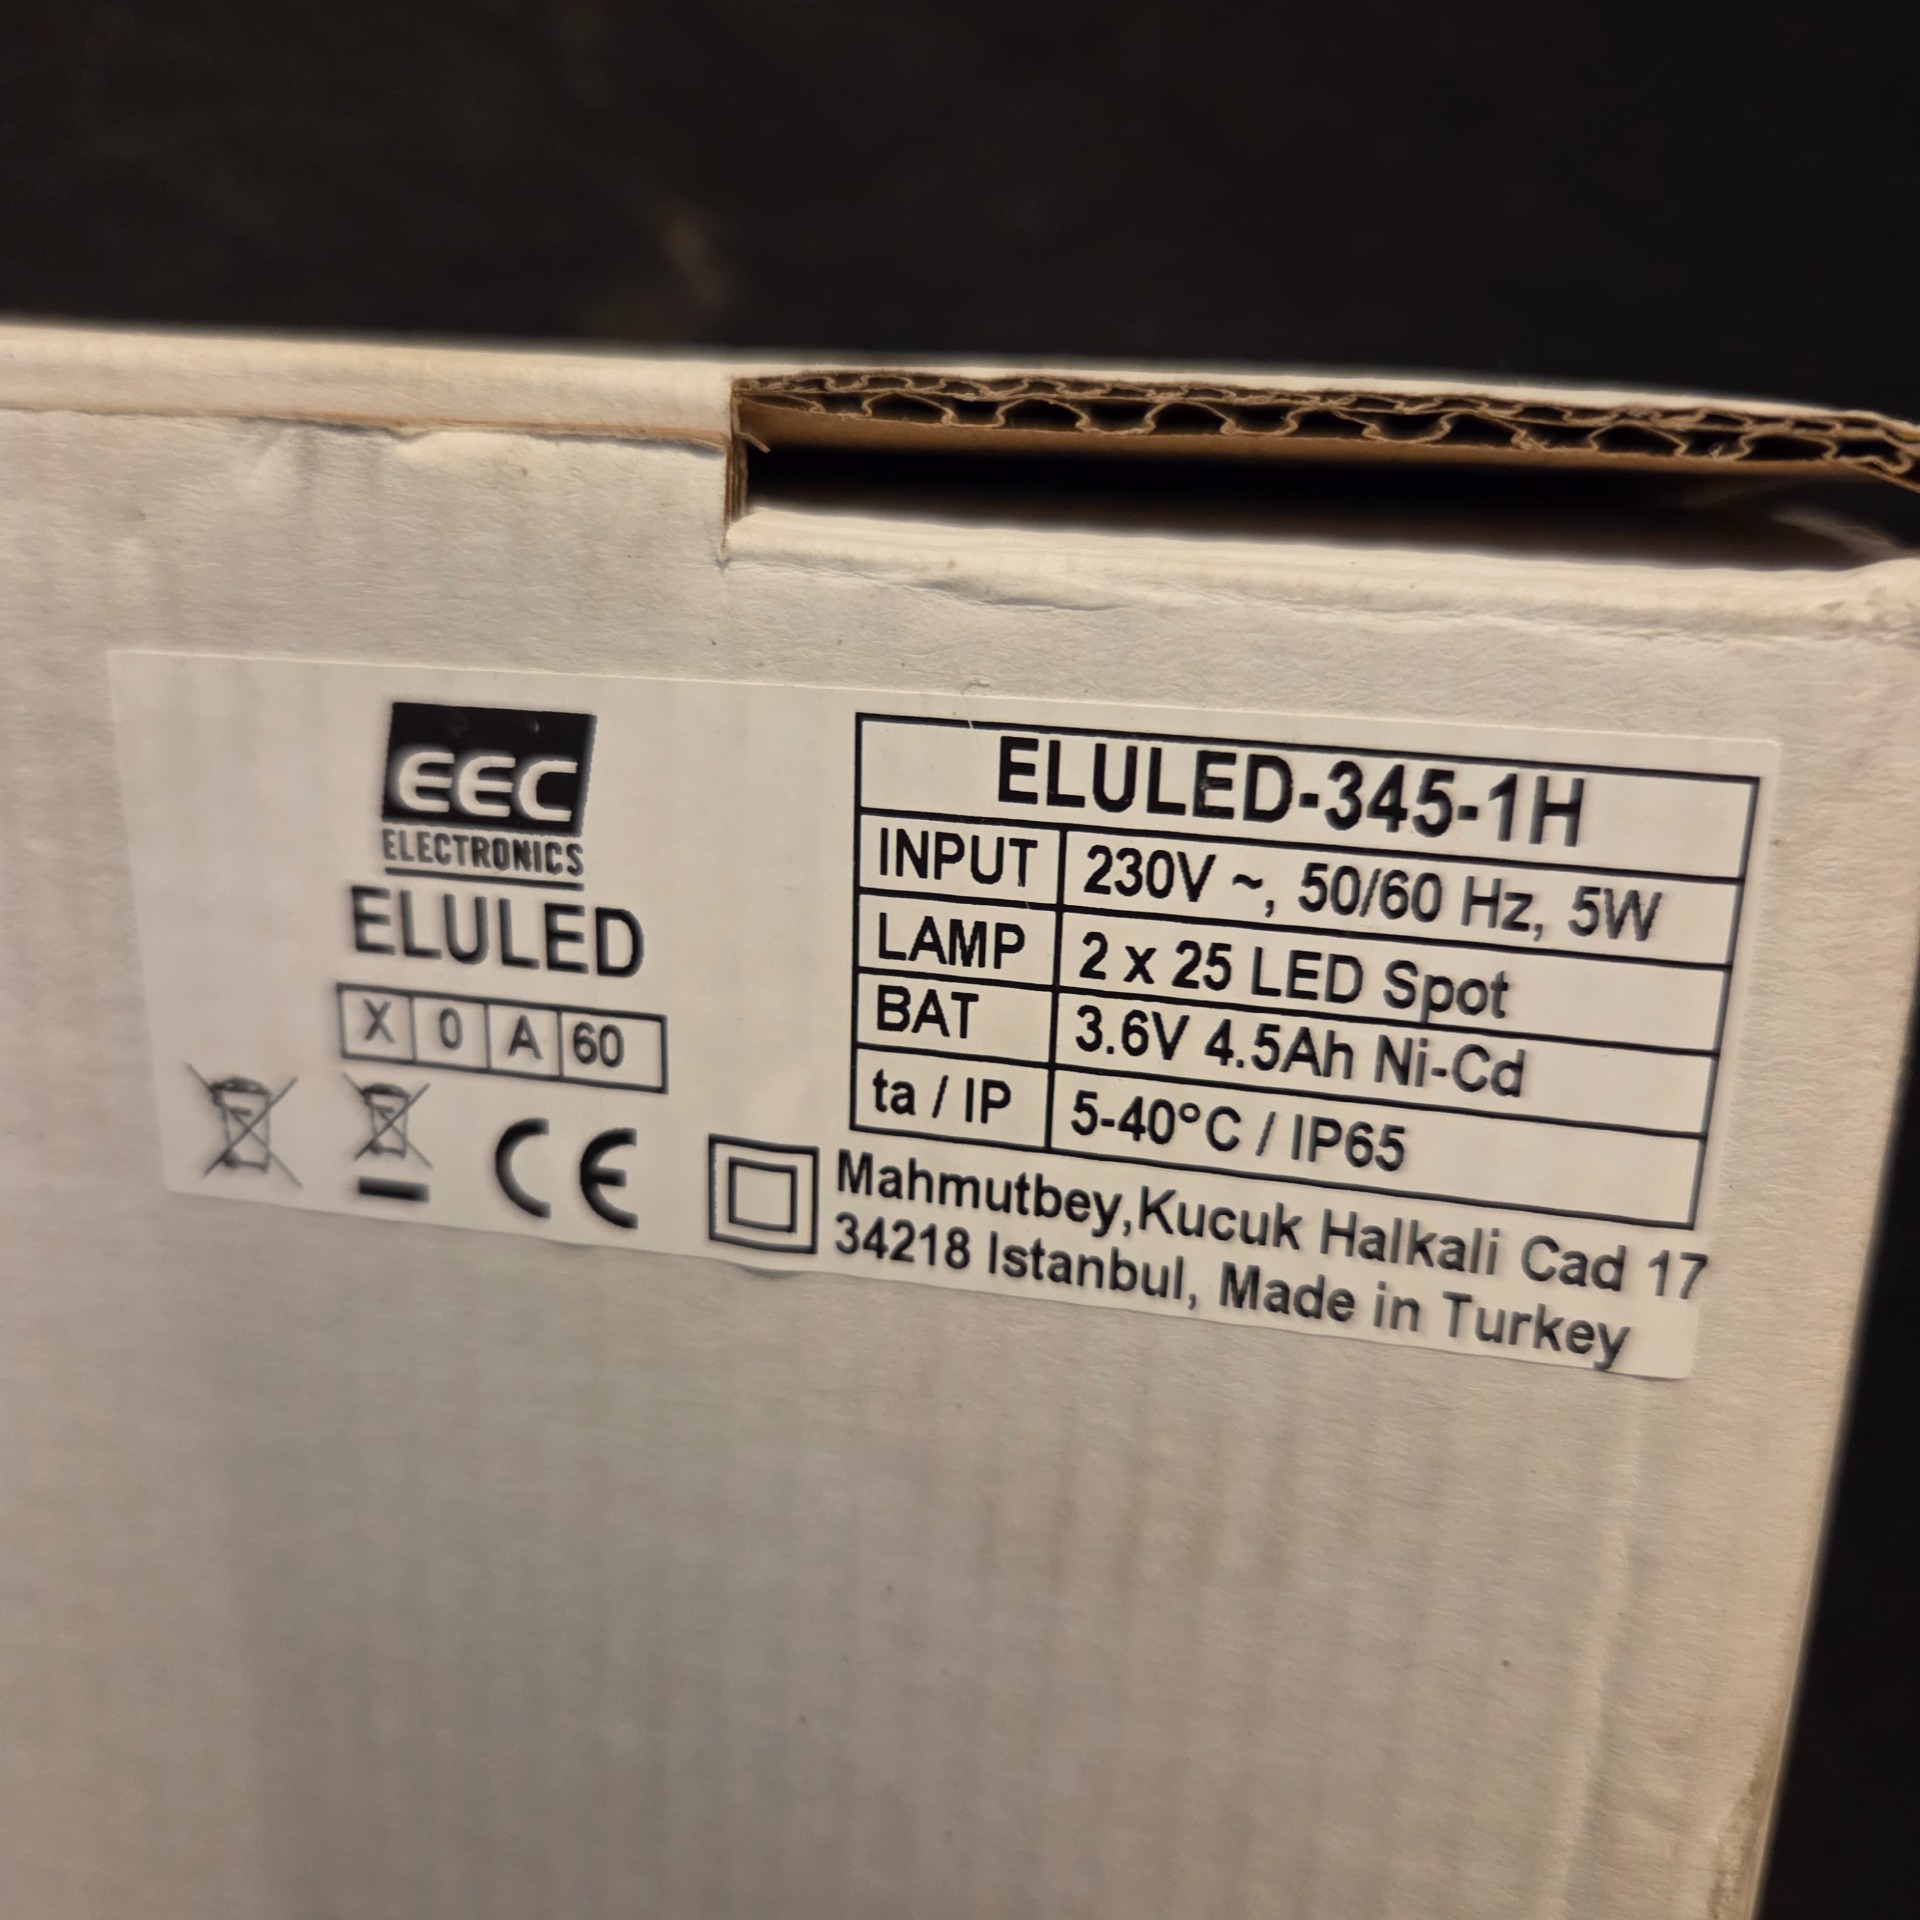 EEC
ELECTRONICS
ELULED
X 0 A 60
CE
ELULED-345-1H
INPUT 230V ~, 50/60 Hz, 5W
LAMP 2 x 25 LED Spot
BAT 3.6V 4.5Ah Ni-Cd
ta / IP 5-40°C / IP65
Mahmutbey,Kucuk Halkali Cad 17
34218 Istanbul, Made in Turkey